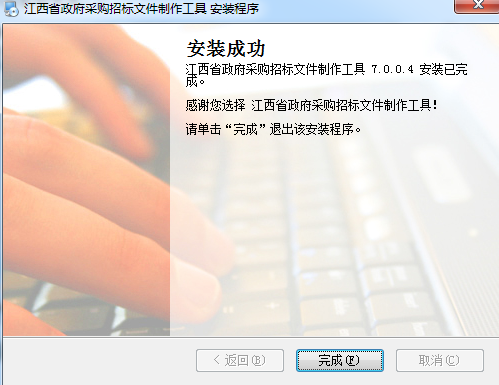 江西省政府采购招标文件制作工具 安装程序
安装成功
江西省政府采购招标文件制作工具 7.0.0.4 安装已完
成。
感谢您选择 江西省政府采购招标文件制作工具!
请单击“完成”退出该安装程序。
< 返回(B)
完成(F)
取消(C)